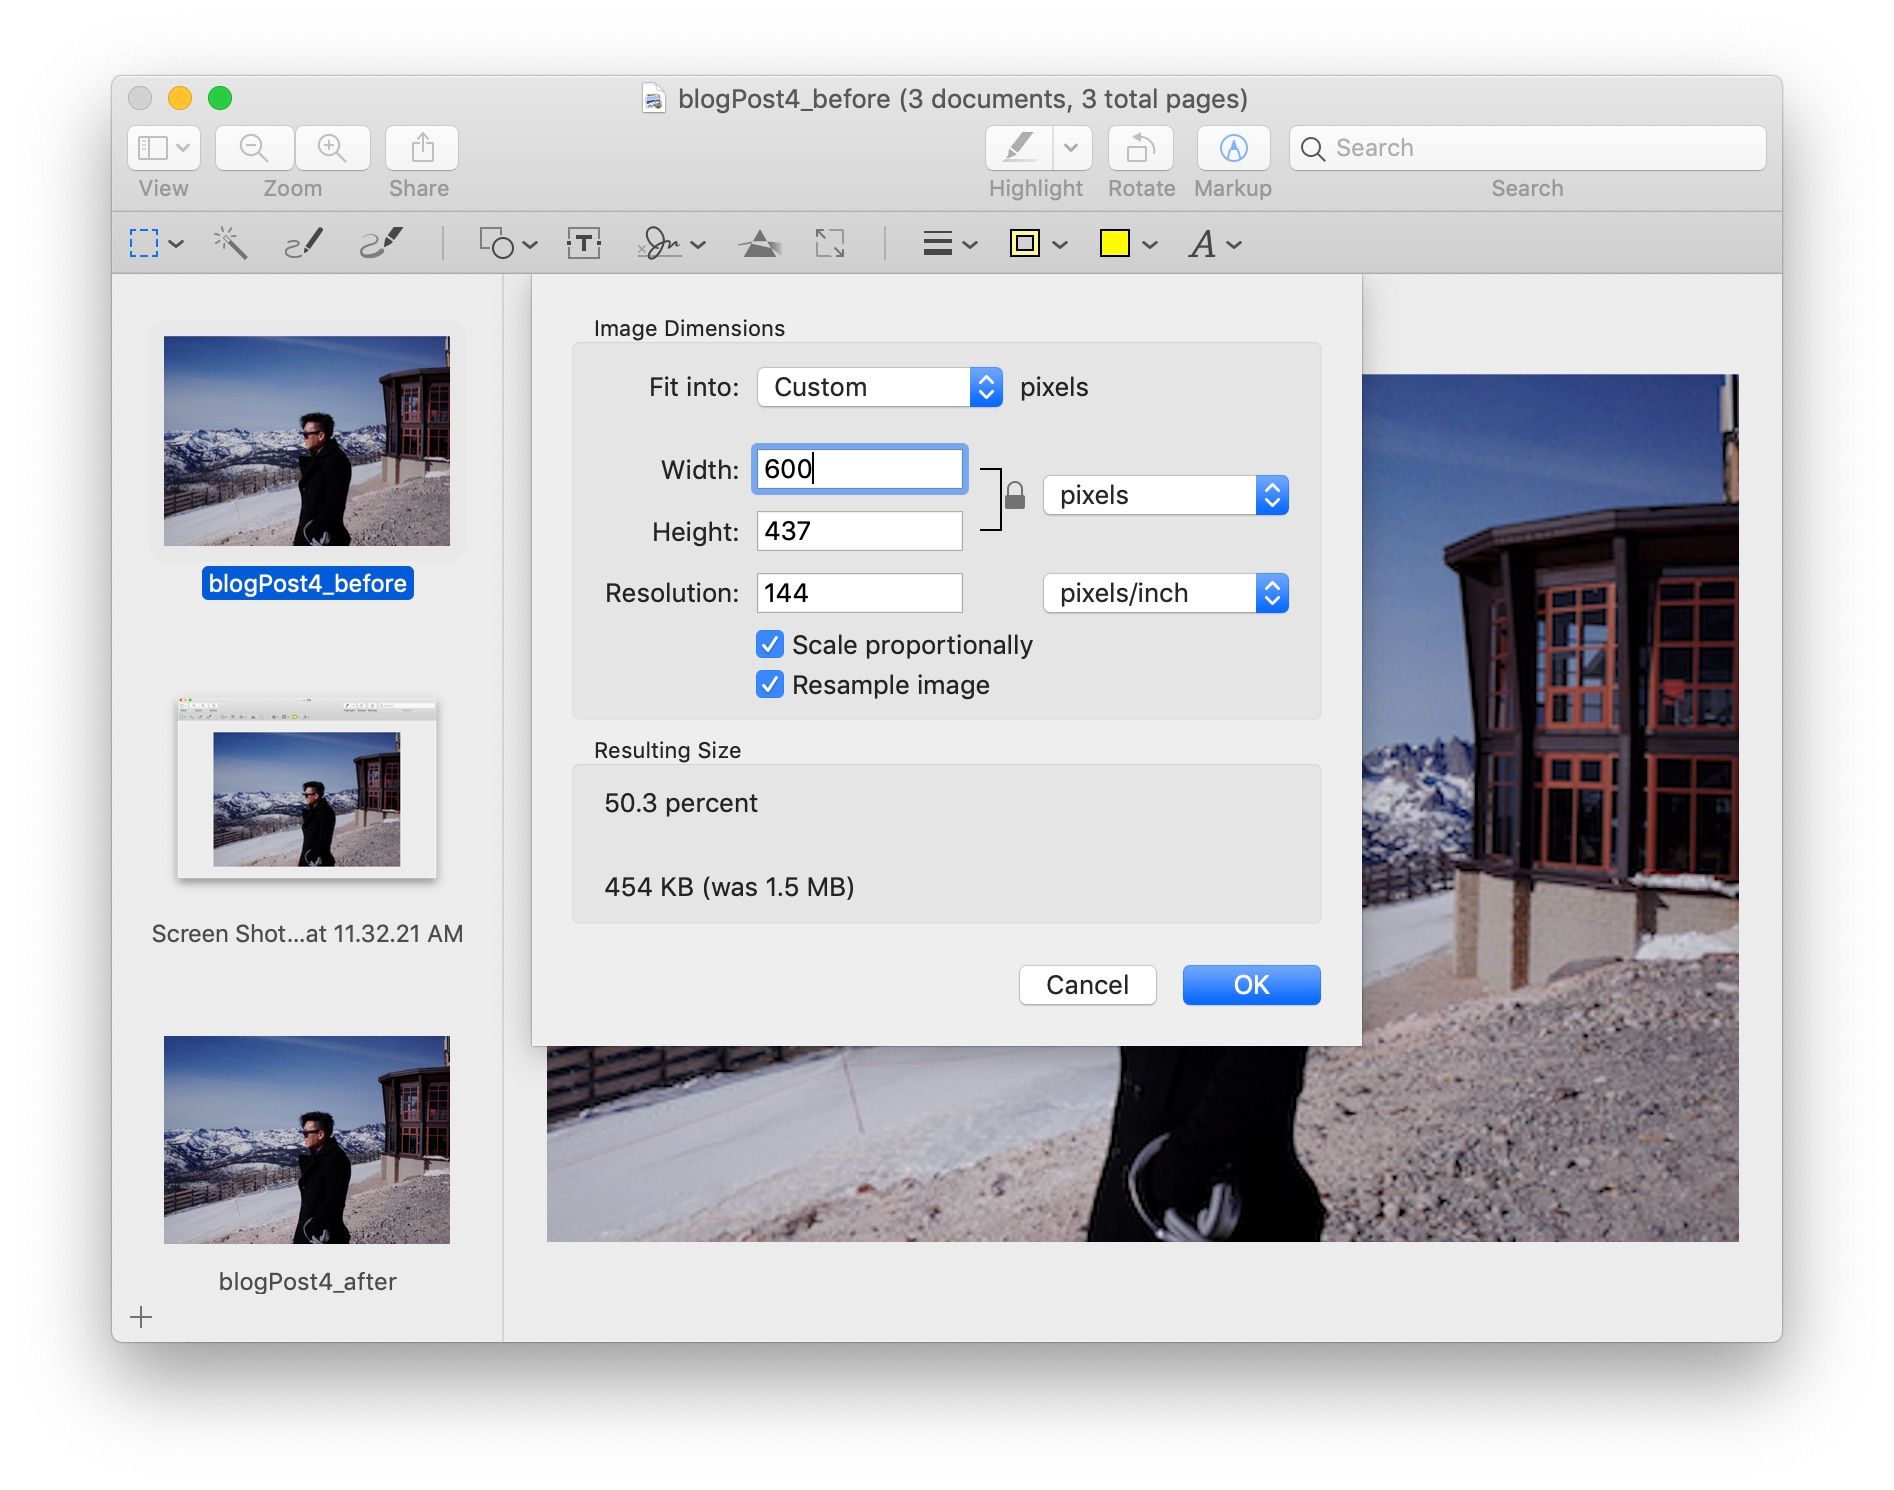 blogPost4_before (3 documents, 3 total pages)
Search
View
Zoom
Share
Highlight
Rotate
Markup
Search
T
A
blogPost4_before
Screen Shot...at 11.32.21 AM
blogPost4_after
Image Dimensions
Fit into: Custom pixels
Width: 600
pixels
Height: 437
Resolution: 144 pixels/inch
Scale proportionally
Resample image
Resulting Size
50.3 percent
454 KB (was 1.5 MB)
Cancel OK